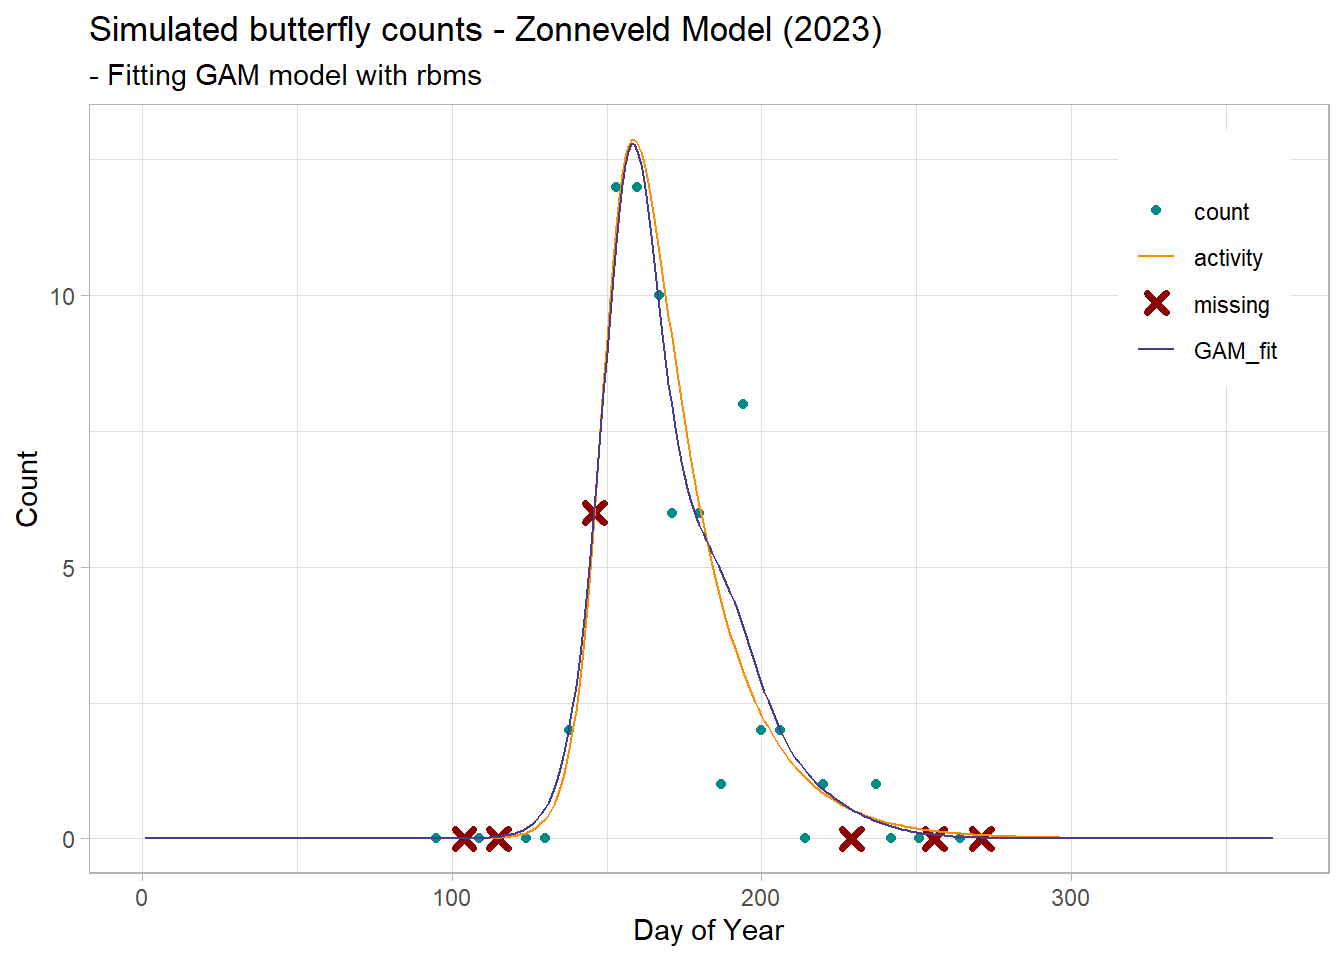 Simulated butterfly counts - Zonneveld Model (2023)
- Fitting GAM model with rbms
count
activity
missing
GAM_fit
10
5
0
Count
0 100 200 300
Day of Year